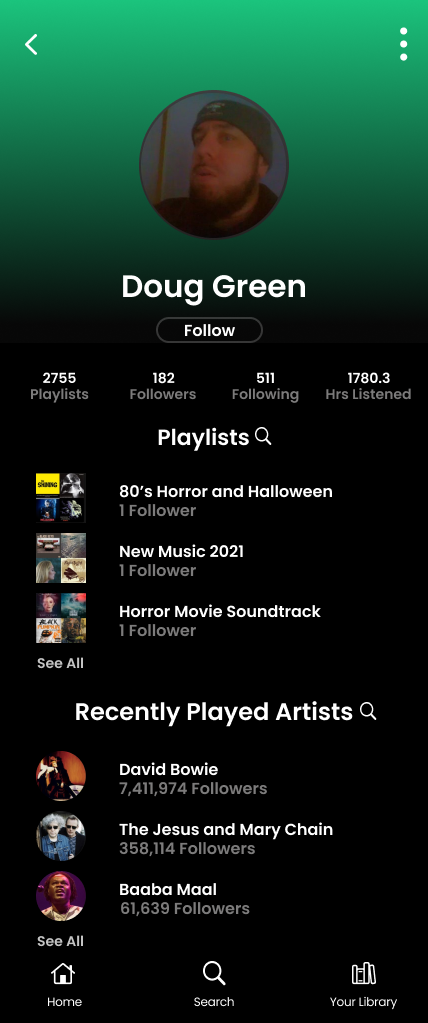 Doug Green
Follow
2755 182 511 1780.3
Playlists Followers Following Hrs Listened
Playlists
SHINING
80’s Horror and Halloween
1 Follower
New Music 2021
1 Follower
BLACK PUMAS
Horror Movie Soundtrack
1 Follower
See All
Recently Played Artists
David Bowie
7,411,974 Followers
The Jesus and Mary Chain
358,114 Followers
Baaba Maal
61,639 Followers
See All
Home Search Your Library